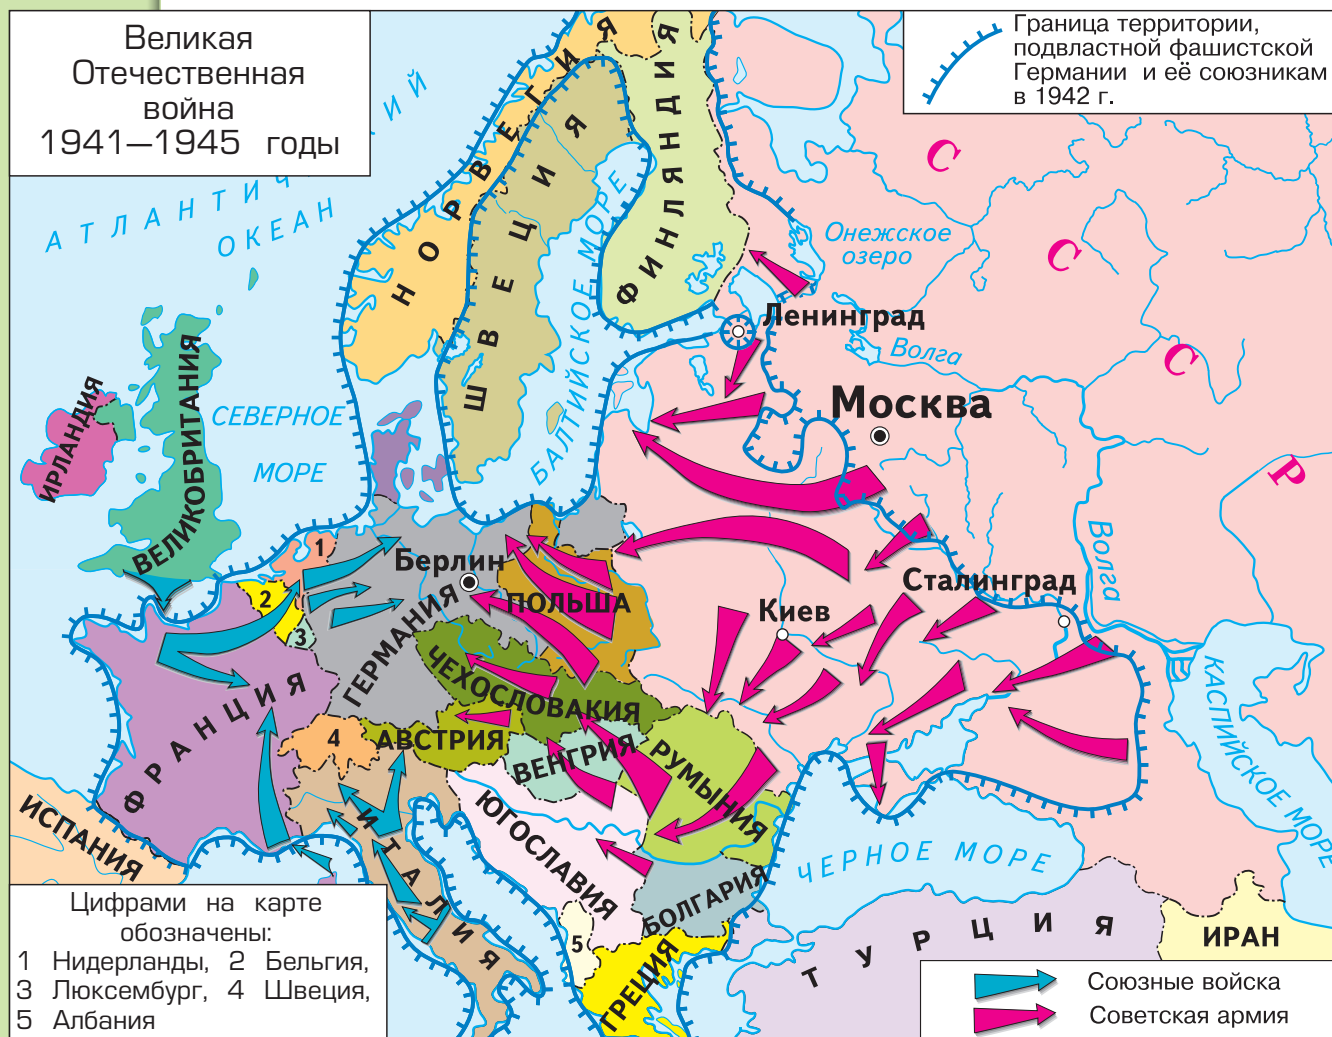 Великая
Отечественная
война
1941—1945 годы
Граница территории,
подвластной фашистской
Германии и её союзникам
в 1942 г.
АТЛАНТИЧЕСКИЙ
ОКЕАН
НОРВЕГИЯ
ШВЕЦИЯ
ФИНЛЯНДИЯ
БАЛТИЙСКОЕ МОРЕ
СССР
Онежское
озеро
Ленинград
Волга
Москва
ИРЛАНДИЯ
ВЕЛИКОБРИТАНИЯ
СЕВЕРНОЕ
МОРЕ
1
2
3
Берлин
ГЕРМАНИЯ
ПОЛЬША
Киев
Сталинград
Волга
ФРАНЦИЯ
ЧЕХОСЛОВАКИЯ
4
АВСТРИЯ
ВЕНГРИЯ
РУМЫНИЯ
КАСПИЙСКОЕ МОРЕ
ИСПАНИЯ
ИТАЛИЯ
ЮГОСЛАВИЯ
БОЛГАРИЯ
ЧЕРНОЕ МОРЕ
5
ГРЕЦИЯ
ТУРЦИЯ
ИРАН
Цифрами на карте
обозначены:
1 Нидерланды, 2 Бельгия,
3 Люксембург, 4 Швеция,
5 Албания
Союзные войска
Советская армия